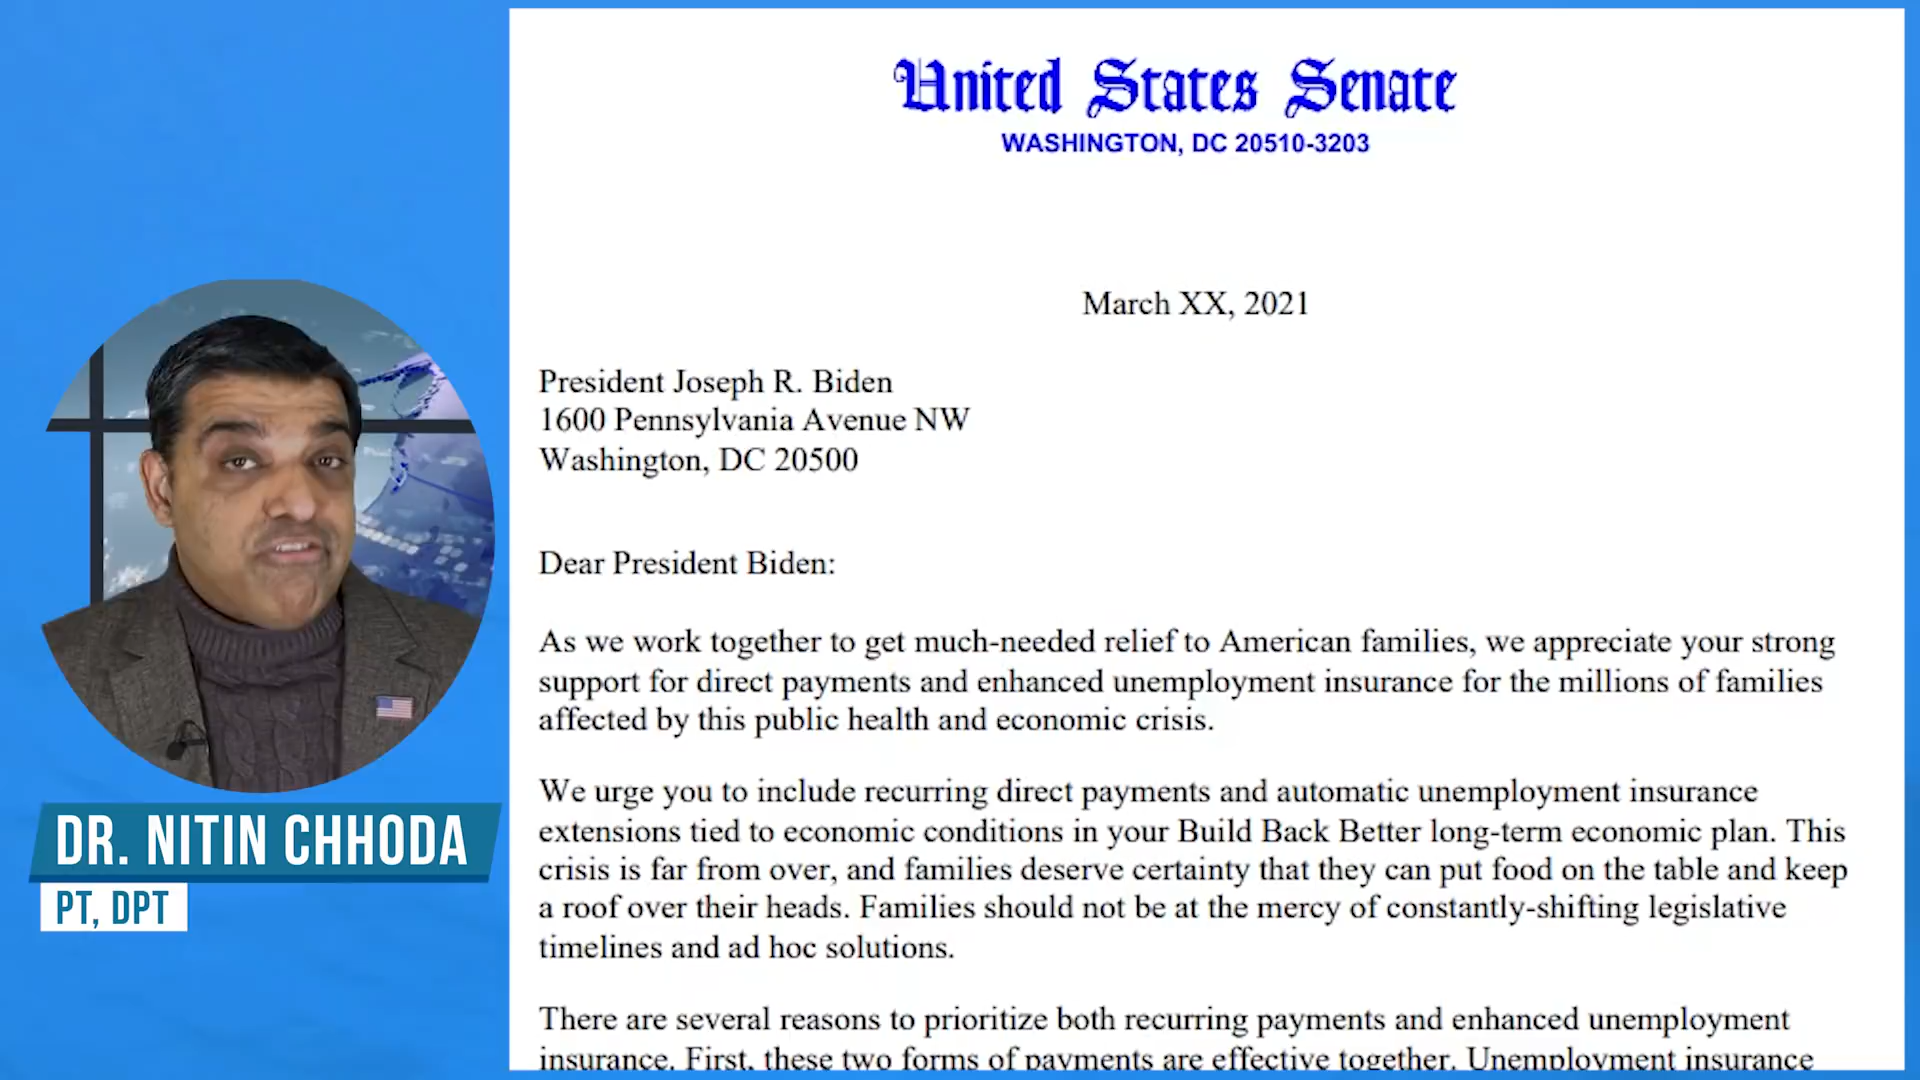 United States Senate
WASHINGTON, DC 20510-3203
March XX, 2021
President Joseph R. Biden
1600 Pennsylvania Avenue NW
Washington, DC 20500
Dear President Biden:
As we work together to get much-needed relief to American families, we appreciate your strong
support for direct payments and enhanced unemployment insurance for the millions of families
affected by this public health and economic crisis.
We urge you to include recurring direct payments and automatic unemployment insurance
extensions tied to economic conditions in your Build Back Better long-term economic plan. This
crisis is far from over, and families deserve certainty that they can put food on the table and keep
a roof over their heads. Families should not be at the mercy of constantly-shifting legislative
timelines and ad hoc solutions.
There are several reasons to prioritize both recurring payments and enhanced unemployment
insurance. First, these two forms of payments are effective together. Unemployment insurance
DR. NITIN CHHODA
PT, DPT